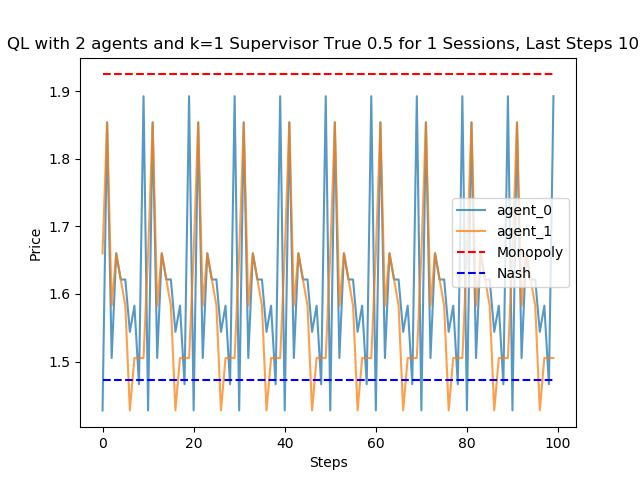 QL with 2 agents and k=1 Supervisor True 0.5 for 1 Sessions, Last Steps 10
Price
1.9
1.8
1.7
1.6
1.5
agent_0
agent_1
Monopoly
Nash
0
20
40
60
80
100
Steps